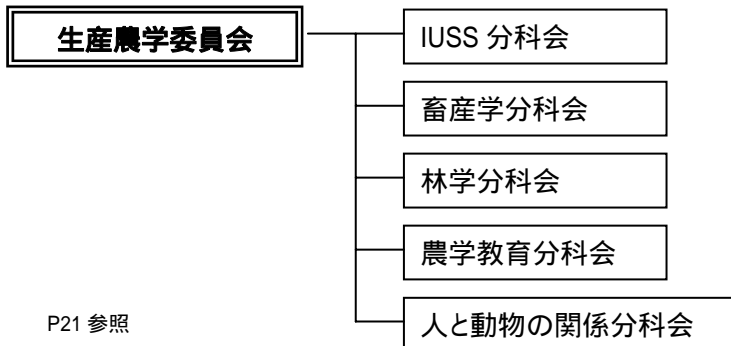 生産農学委員会
IUSS 分科会
畜産学分科会
林学分科会
農学教育分科会
人と動物の関係分科会
P21 参照